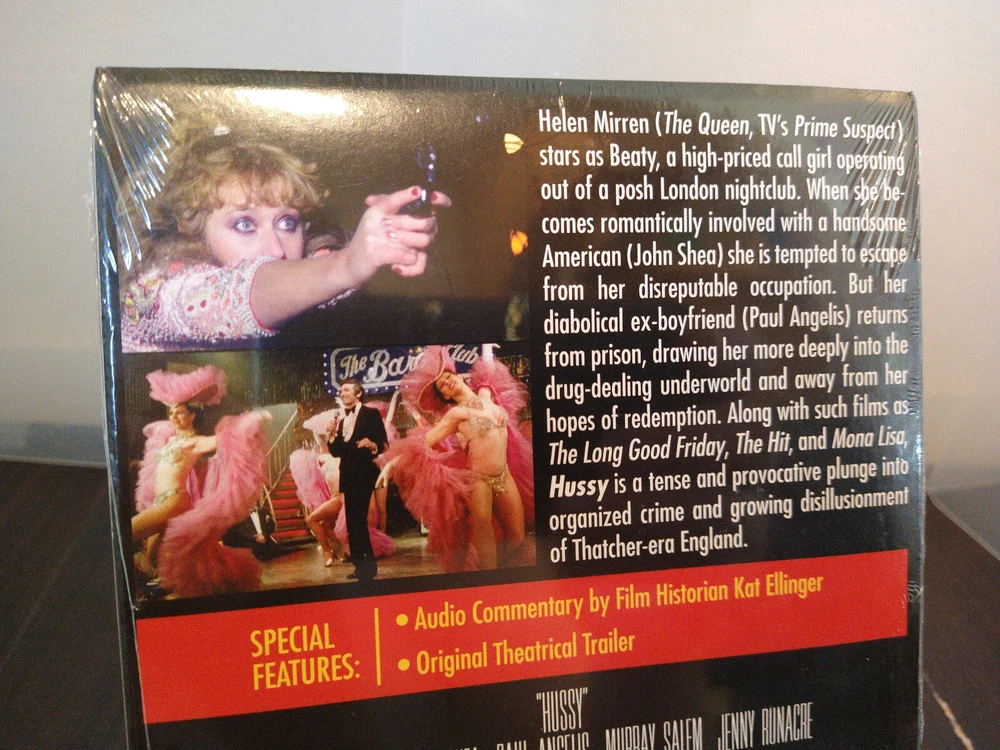 Helen Mirren (The Queen, TV's Prime Suspect)
stars as Beaty, a high-priced call girl operating
out of a posh London nightclub. When she be-
comes romantically involved with a handsome
American (John Shea) she is tempted to escape
from her disreputable occupation. But her
diabolical ex-boyfriend (Paul Angelis) returns
from prison, drawing her more deeply into the
drug-dealing underworld and away from her
hopes of redemption. Along with such films as
The Long Good Friday, The Hit, and Mona Lisa,
Hussy is a tense and provocative plunge into
organized crime and growing disillusionment
of Thatcher-era England.
The Club
SPECIAL
FEATURES:
• Audio Commentary by Film Historian Kat Ellinger
• Original Theatrical Trailer
"HUSSY"
PAUL ANGELIS MURRAY SALEM JENNY RUNACRE